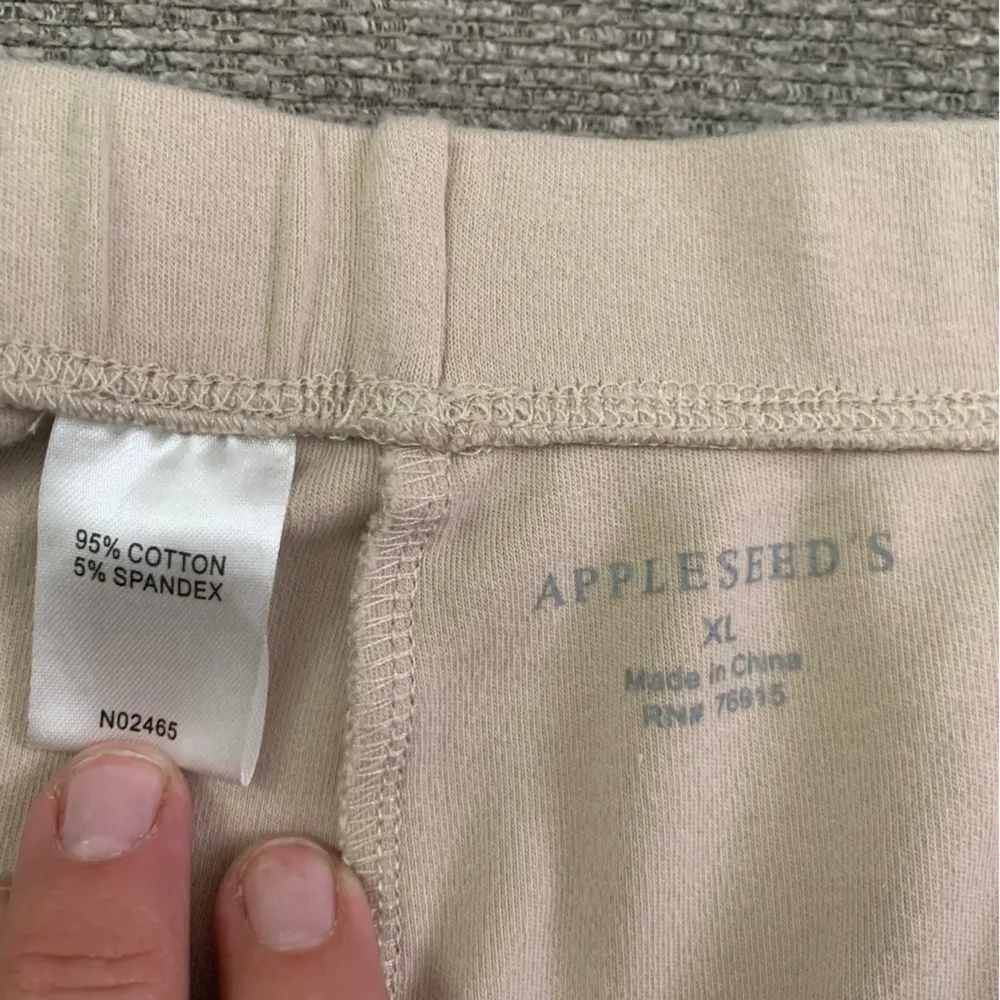 95% COTTON
5% SPANDEX
N02465
APPLESEED'S
XL
Made in China
RN# 76915